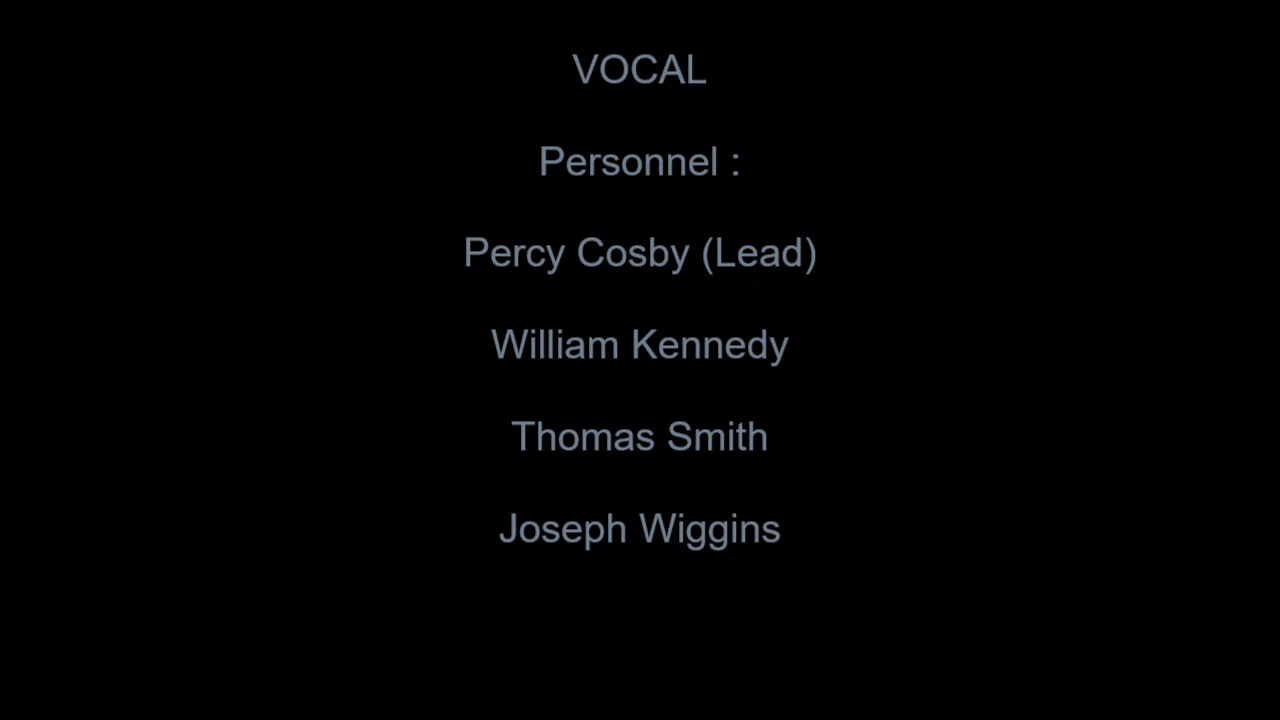 VOCAL
Personnel :
Percy Cosby (Lead)
William Kennedy
Thomas Smith
Joseph Wiggins